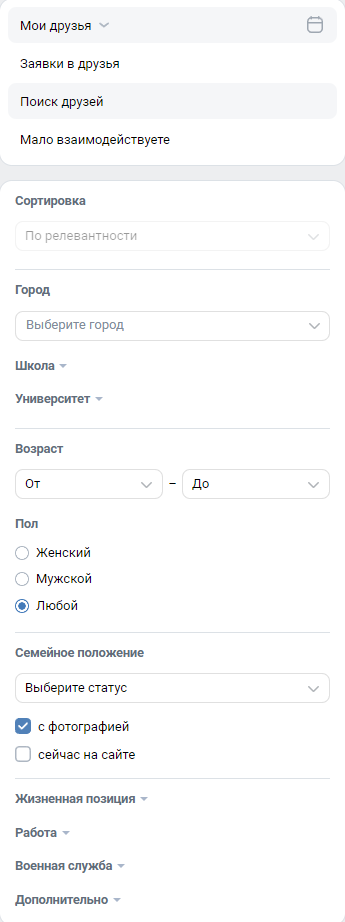 Мои друзья
Заявки в друзья
Поиск друзей
Мало взаимодействуете
Сортировка
По релевантности
Город
Выберите город
Школа
Университет
Возраст
От – До
Пол
Женский
Мужской
Любой
Семейное положение
Выберите статус
с фотографией
сейчас на сайте
Жизненная позиция
Работа
Военная служба
Дополнительно